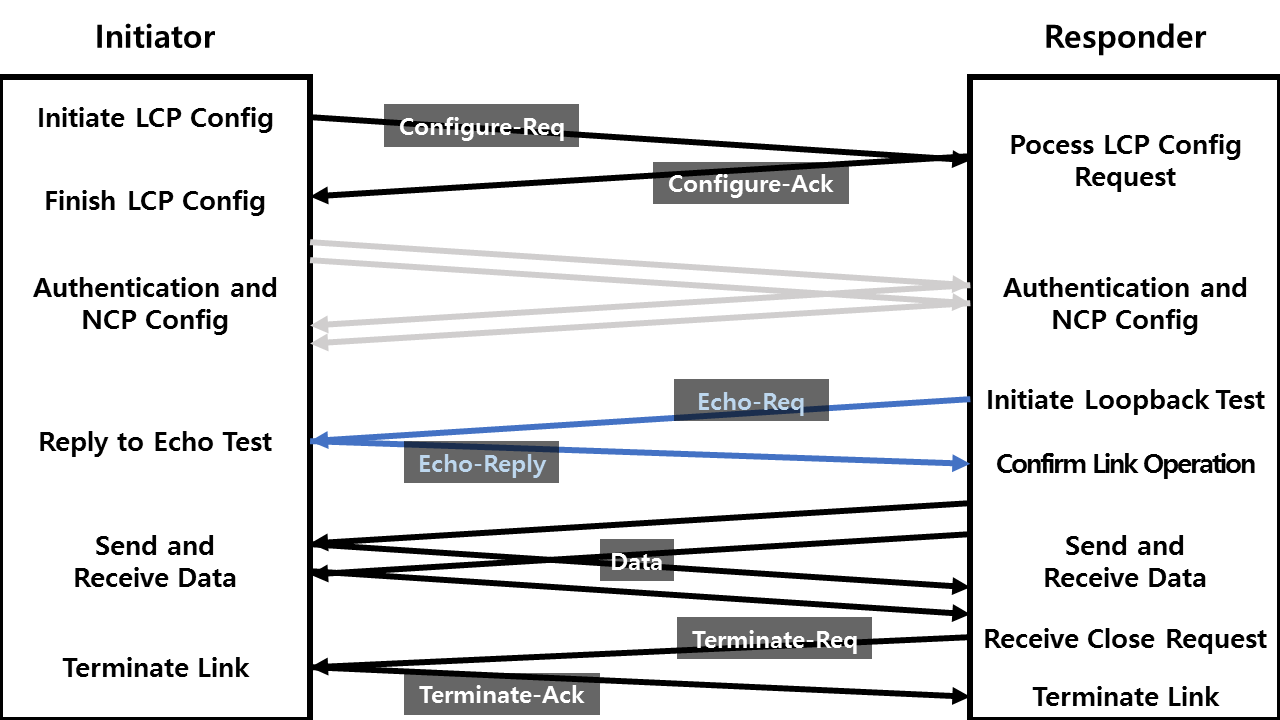 Initiator
Responder
Initiate LCP Config
Configure-Req
Pocess LCP Config
Request
Configure-Ack
Finish LCP Config
Authentication and
NCP Config
Authentication and
NCP Config
Echo-Req
Initiate Loopback Test
Reply to Echo Test
Echo-Reply
Confirm Link Operation
Send and
Receive Data
Data
Send and
Receive Data
Terminate-Req
Receive Close Request
Terminate Link
Terminate-Ack
Terminate Link